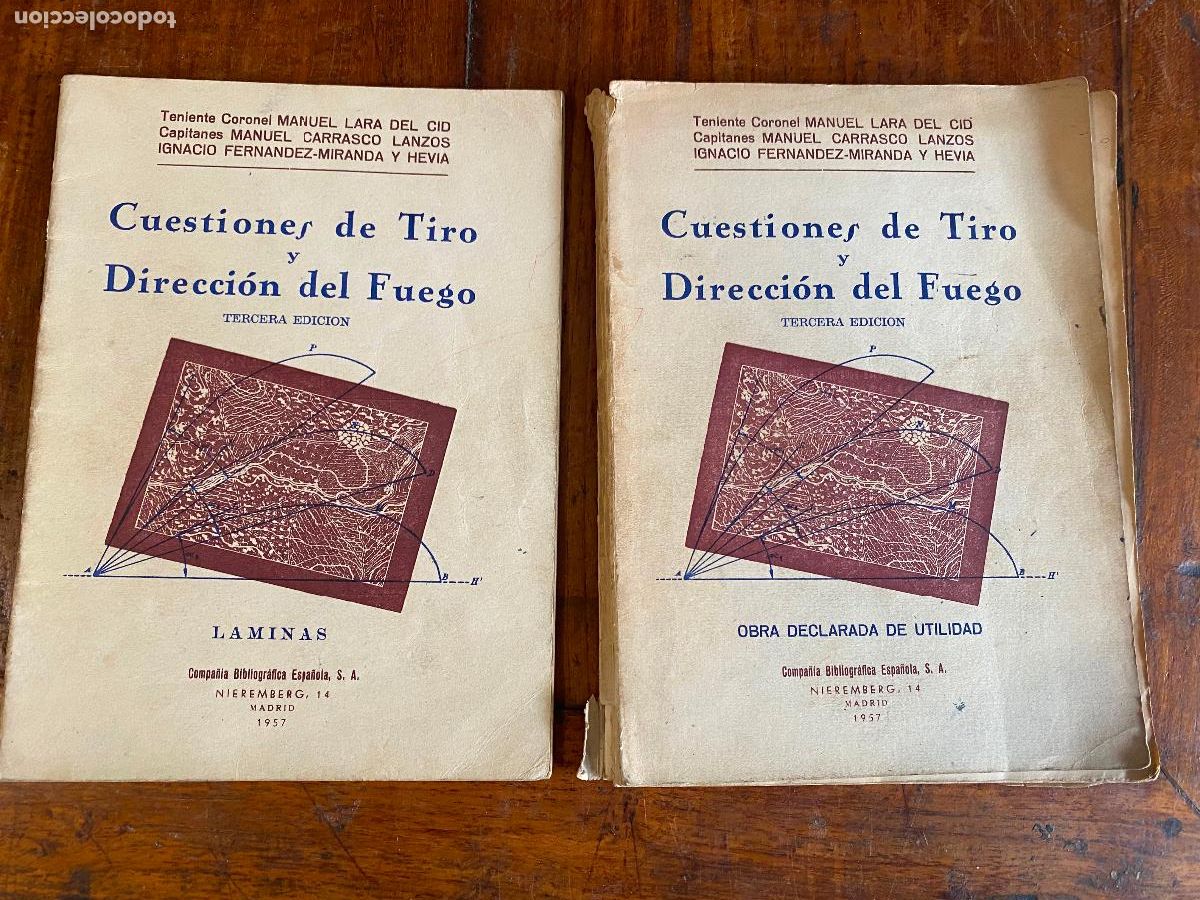 todocoleccion
Teniente Coronel MANUEL LARA DEL CID
Capitanes MANUEL CARRASCO LANZOS
IGNACIO FERNANDEZ-MIRANDA Y HEVIA
Cuestiones de Tiro
y
Dirección del Fuego
TERCERA EDICION
P
N
D
M
A
B
H'
LAMINAS
Compañia Bibliográfica Española, S. A.
NIEREMBERG, 14
MADRID
1957
Teniente Coronel MANUEL LARA DEL CID
Capitanes MANUEL CARRASCO LANZOS
IGNACIO FERNANDEZ-MIRANDA Y HEVIA
Cuestiones de Tiro
y
Dirección del Fuego
TERCERA EDICION
P
N
D
M
A
B
H'
OBRA DECLARADA DE UTILIDAD
Compañia Bibliográfica Española, S. A.
NIEREMBERG, 14
MADRID
1957